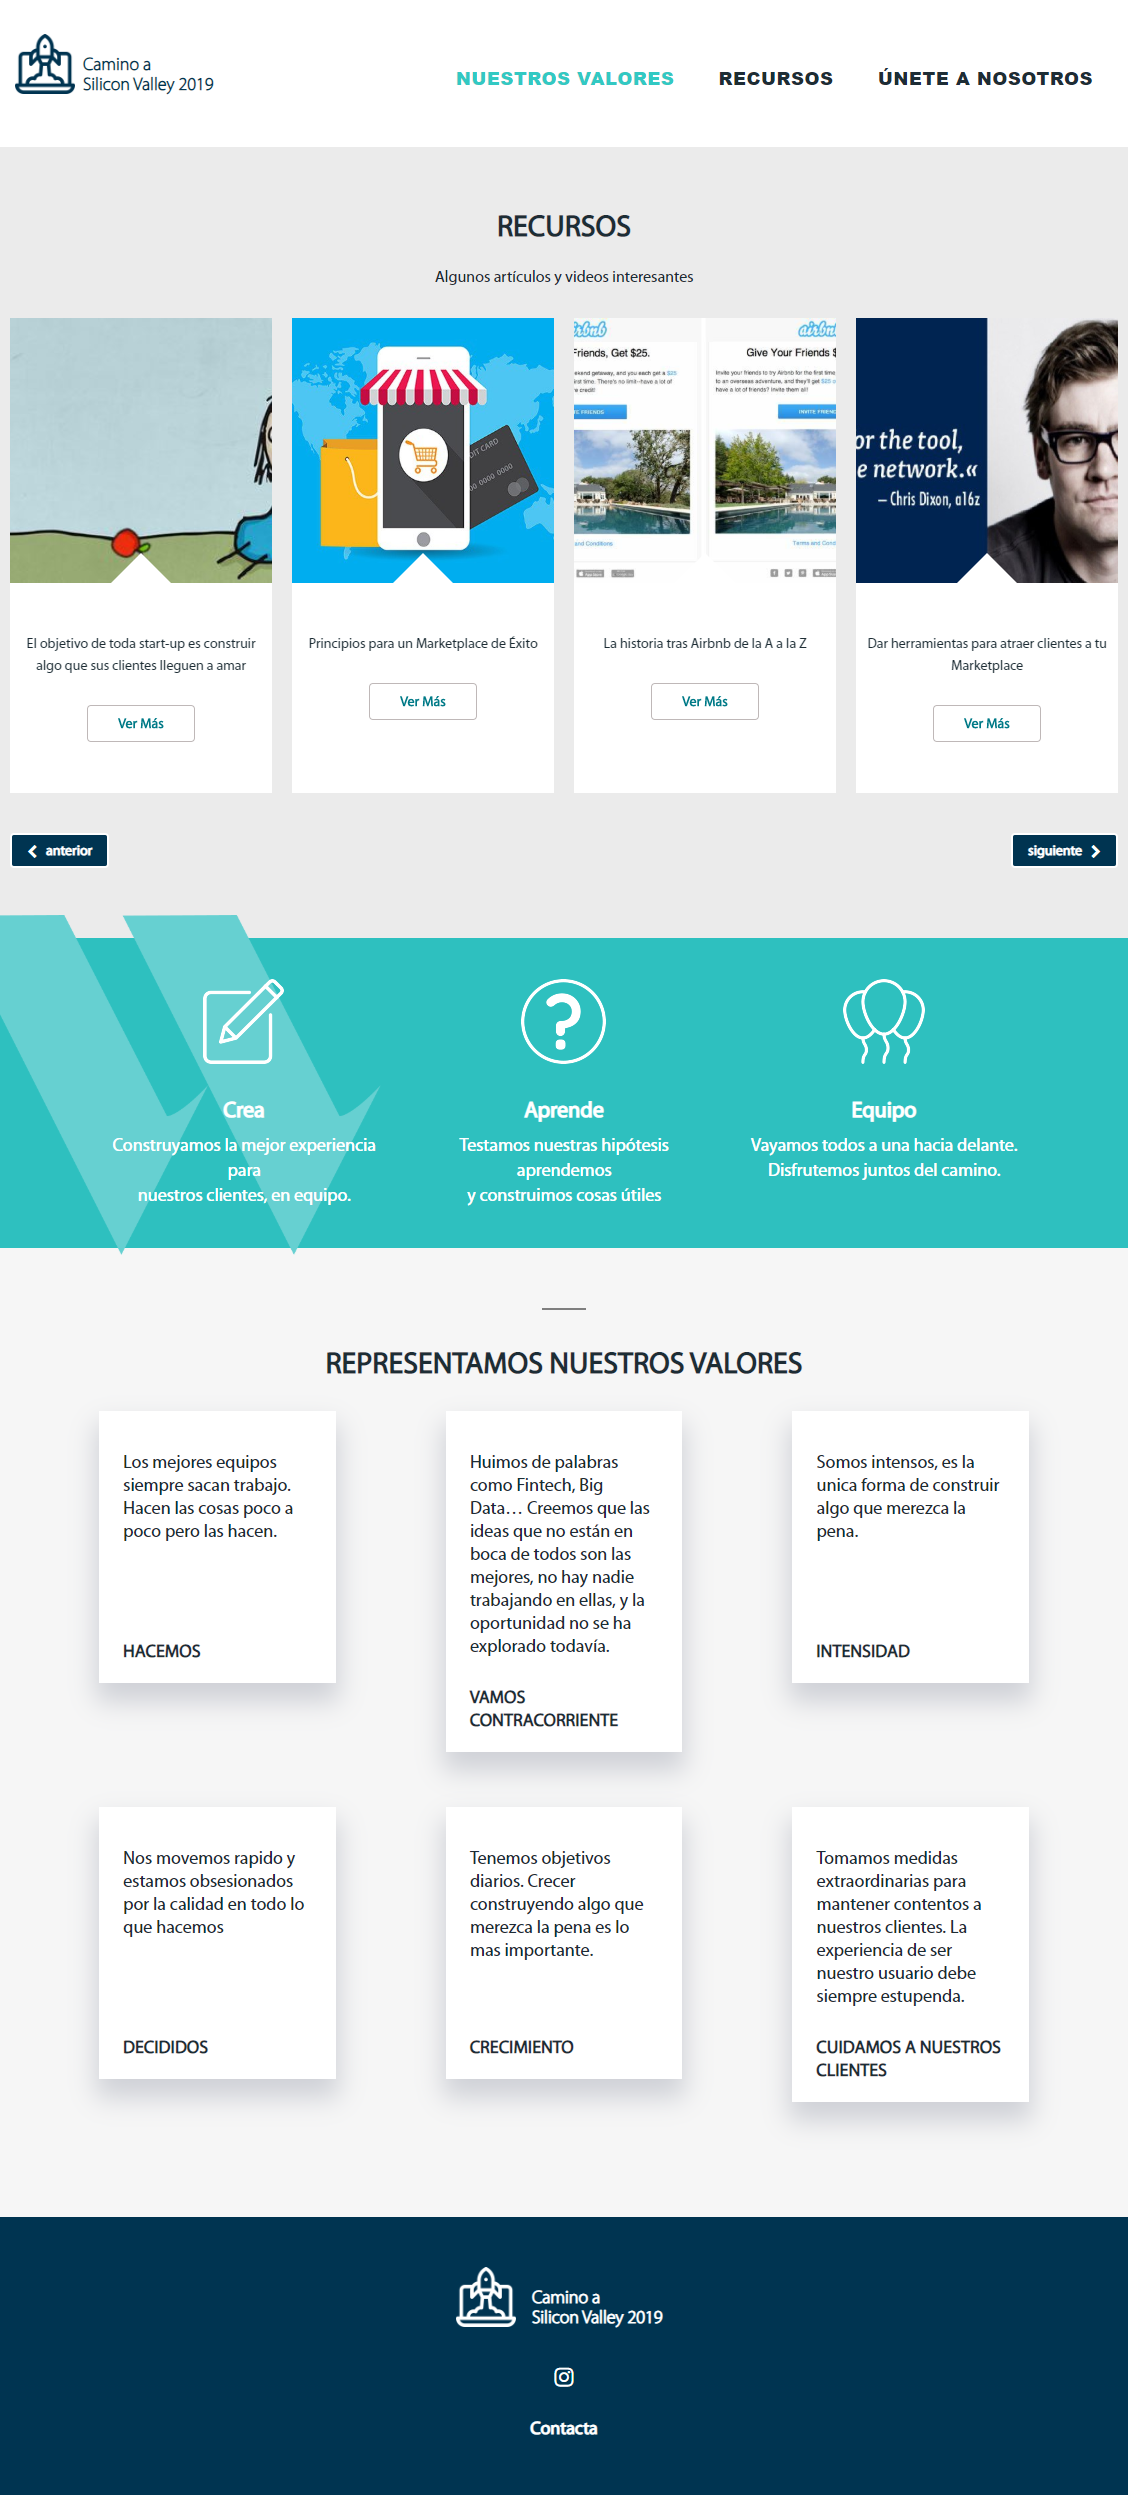 Camino a
Silicon Valley 2019
NUESTROS VALORES RECURSOS ÚNETE A NOSOTROS
RECURSOS
Algunos artículos y videos interesantes
airbnb
Friends, Get $25.
Give Your Friends $
INVITE FRIENDS
Terms and Cond
and Conditions
CARD
0000 0000
or the tool,
e network.«
– Chris Dixon, a16z
El objetivo de toda start-up es construir
algo que sus clientes lleguen a amar
Ver Más
Principios para un Marketplace de Éxito
Ver Más
La historia tras Airbnb de la A a la Z
Ver Más
Dar herramientas para atraer clientes a tu
Marketplace
Ver Más
anterior
siguiente
Crea
Construyamos la mejor experiencia
para
nuestros clientes, en equipo.
Aprende
Testamos nuestras hipótesis
aprendemos
y construimos cosas útiles
Equipo
Vayamos todos a una hacia delante.
Disfrutemos juntos del camino.
REPRESENTAMOS NUESTROS VALORES
Los mejores equipos
siempre sacan trabajo.
Hacen las cosas poco a
poco pero las hacen.
HACEMOS
Huimos de palabras
como Fintech, Big
Data… Creemos que las
ideas que no están en
boca de todos son las
mejores, no hay nadie
trabajando en ellas, y la
oportunidad no se ha
explorado todavía.
VAMOS
CONTRACORRIENTE
Somos intensos, es la
unica forma de construir
algo que merezca la
pena.
INTENSIDAD
Nos movemos rapido y
estamos obsesionados
por la calidad en todo lo
que hacemos
DECIDIDOS
Tenemos objetivos
diarios. Crecer
construyendo algo que
merezca la pena es lo
mas importante.
CRECIMIENTO
Tomamos medidas
extraordinarias para
mantener contentos a
nuestros clientes. La
experiencia de ser
nuestro usuario debe
siempre estupenda.
CUIDAMOS A NUESTROS
CLIENTES
Camino a
Silicon Valley 2019
Contacta